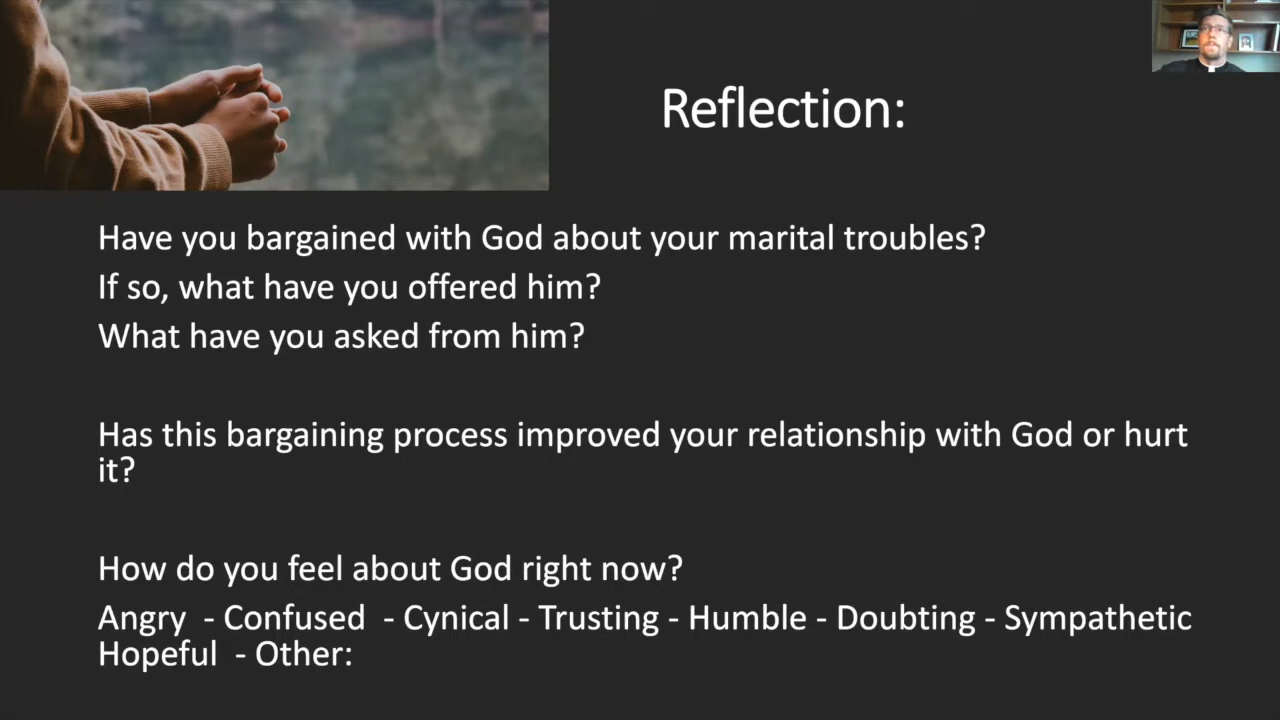 Reflection:
Have you bargained with God about your marital troubles?
If so, what have you offered him?
What have you asked from him?
Has this bargaining process improved your relationship with God or hurt
it?
How do you feel about God right now?
Angry - Confused - Cynical - Trusting - Humble - Doubting - Sympathetic
Hopeful - Other: